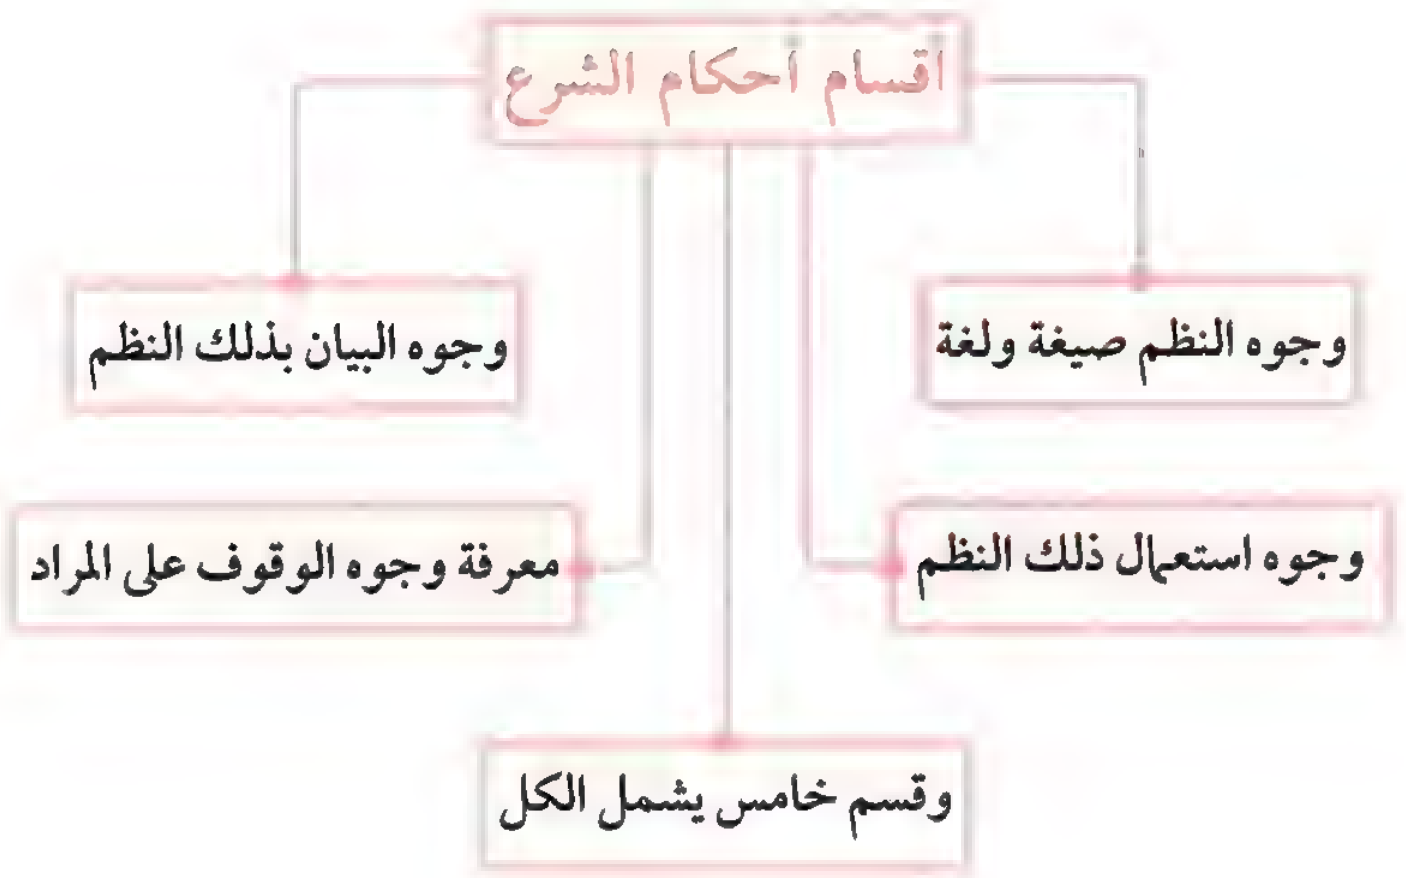 أقسام أحكام الشرع
وجوه النظم صيغة ولغة
وجوه البيان بذلك النظم
وجوه استعمال ذلك النظم
معرفة وجوه الوقوف على المراد
وقسم خامس يشمل الكل